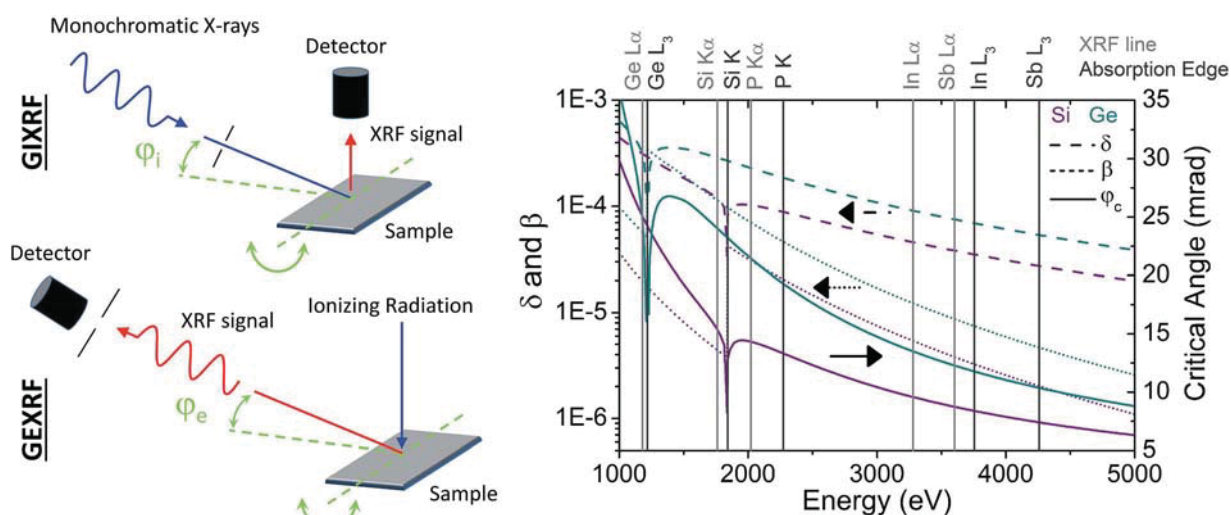 Monochromatic X-rays
Detector
GIXRF
φi
XRF signal
Sample
Detector
XRF signal
Ionizing Radiation
GEXRF
φe
Sample
Ge Lα
Ge L3
Si Kα
Si K
P Kα
P K
In Lα
Sb Lα
In L3
Sb L3
XRF line
Absorption Edge
1E-3
1E-4
1E-5
1E-6
δ and β
Si Ge
δ
β
φc
35
30
25
20
15
10
5
Critical Angle (mrad)
1000 2000 3000 4000 5000
Energy (eV)